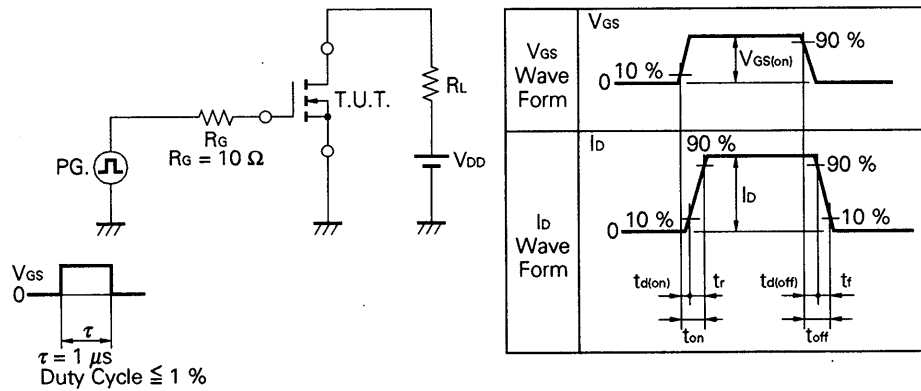 PG.
RG
RG = 10 Ω
T.U.T.
RL
VDD
VGS
0
τ
τ = 1 μs
Duty Cycle ≦ 1 %
VGS
Wave
Form
VGS
0
10 %
VGS(on)
90 %
ID
Wave
Form
ID
0
10 %
90 %
ID
90 %
10 %
td(on)
tr
td(off)
tf
ton
toff